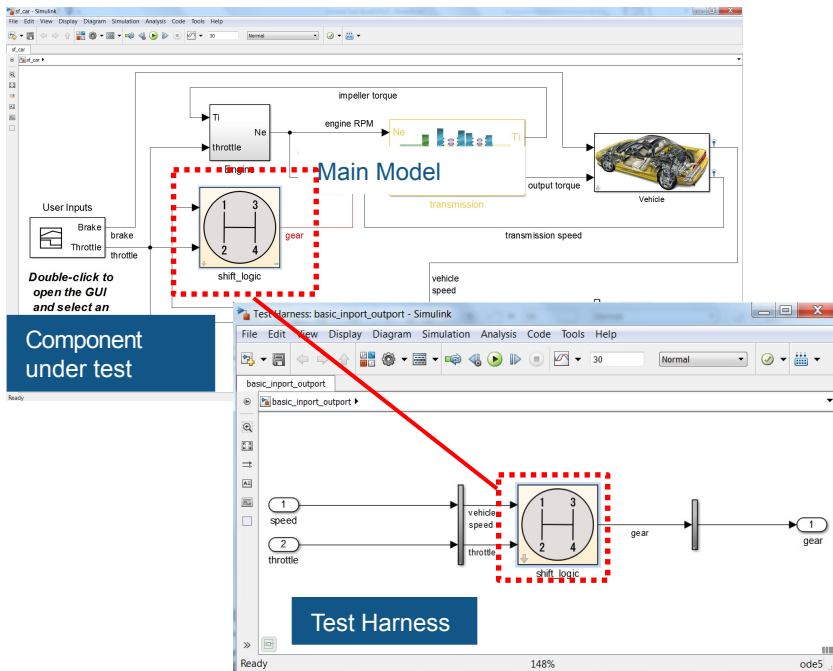 sf_car - Simulink
File Edit View Display Diagram Simulation Analysis Code Tools Help
30
Normal
sf_car
sf_car
impeller torque
Ti
Ne
throttle
Engine
engine RPM
Ne
Ti
Main Model
transmission
output torque
Vehicle
User Inputs
Brake
Throttle
brake
throttle
1 3
2 4
gear
shift_logic
transmission speed
Double-click to
open the GUI
and select an
vehicle
speed
Component
under test
Ready
Test Harness: basic_inport_outport - Simulink
File Edit View Display Diagram Simulation Analysis Code Tools Help
30
Normal
basic_inport_outport
basic_inport_outport
1
speed
2
throttle
vehicle
speed
throttle
1 3
2 4
shift_logic
gear
1
gear
Test Harness
Ready
148%
ode5